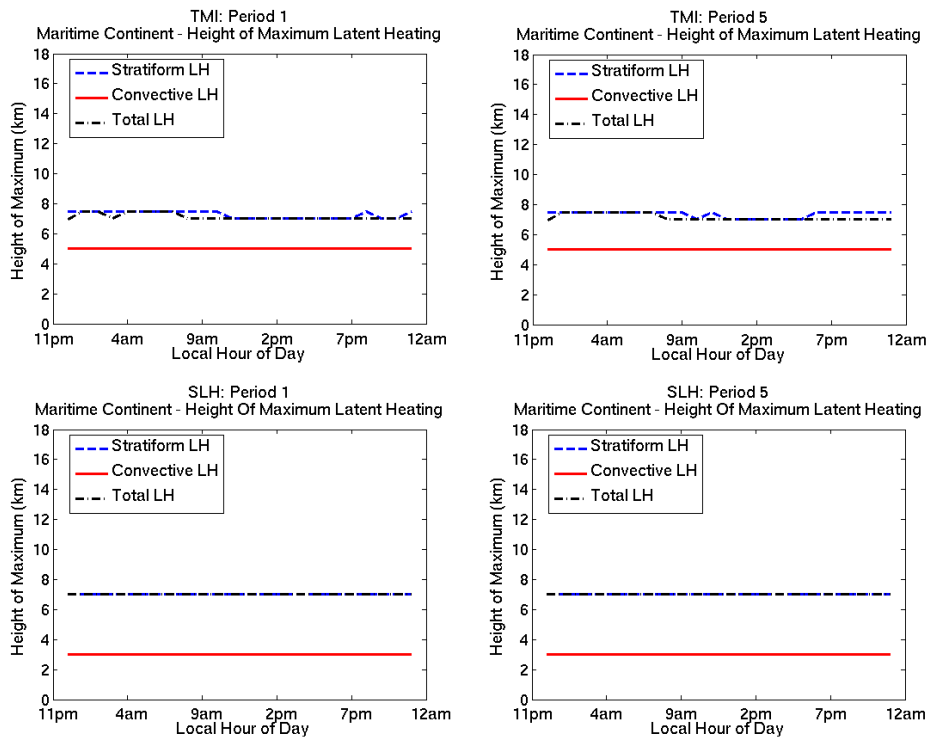 TMI: Period 1
Maritime Continent - Height of Maximum Latent Heating
18
16
14
12
10
8
6
4
2
0
Height of Maximum (km)
Stratiform LH
Convective LH
Total LH
11pm 4am 9am 2pm 7pm 12am
Local Hour of Day
TMI: Period 5
Maritime Continent - Height of Maximum Latent Heating
18
16
14
12
10
8
6
4
2
0
Height of Maximum (km)
Stratiform LH
Convective LH
Total LH
11pm 4am 9am 2pm 7pm 12am
Local Hour of Day
SLH: Period 1
Maritime Continent - Height Of Maximum Latent Heating
18
16
14
12
10
8
6
4
2
0
Height of Maximum (km)
Stratiform LH
Convective LH
Total LH
11pm 4am 9am 2pm 7pm 12am
Local Hour of Day
SLH: Period 5
Maritime Continent - Height Of Maximum Latent Heating
18
16
14
12
10
8
6
4
2
0
Height of Maximum (km)
Stratiform LH
Convective LH
Total LH
11pm 4am 9am 2pm 7pm 12am
Local Hour of Day